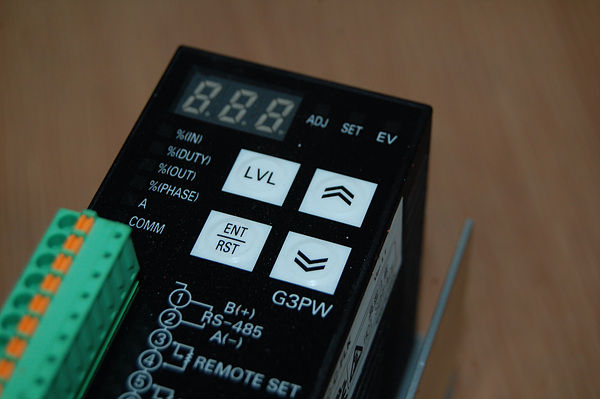 8.8.8
ADJ SET EV
%(IN)
%(DUTY)
%(OUT)
%(PHASE)
A
COMM
LVL
ENT
RST
G3PW
1 B(+)
RS-485
2 A(-)
3
4 REMOTE SET
5